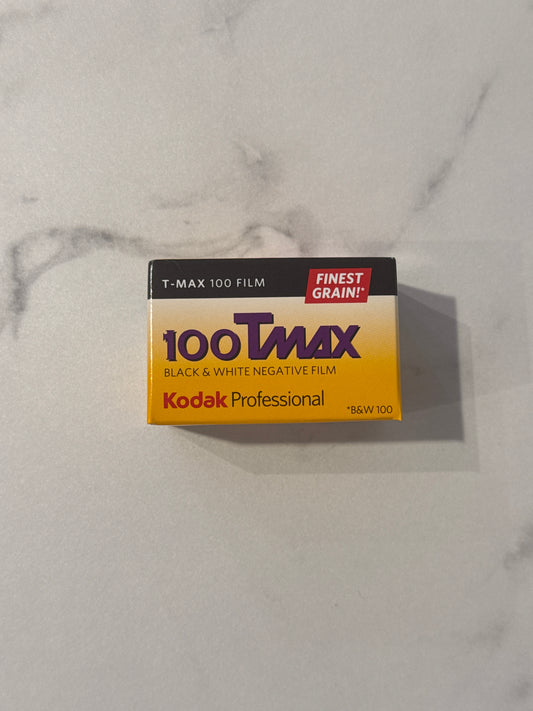 T-MAX 100 FILM
FINEST
GRAIN!*
100TMAX
BLACK & WHITE NEGATIVE FILM
Kodak Professional
*B&W 100